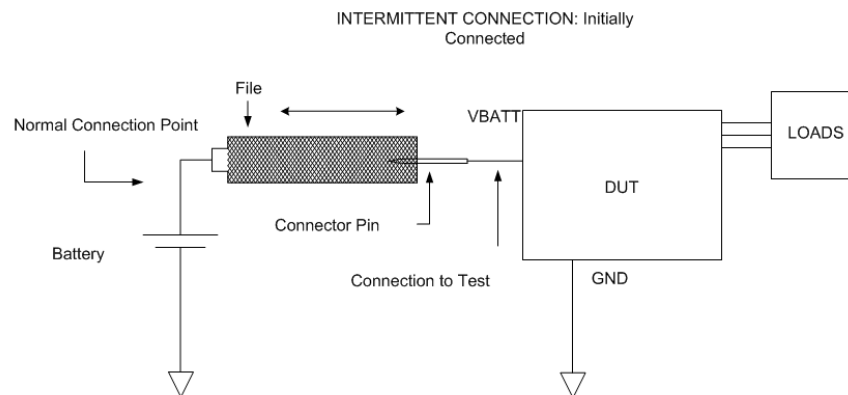 INTERMITTENT CONNECTION: Initially
Connected
File
Normal Connection Point
VBATT
LOADS
DUT
Connector Pin
Battery
Connection to Test
GND